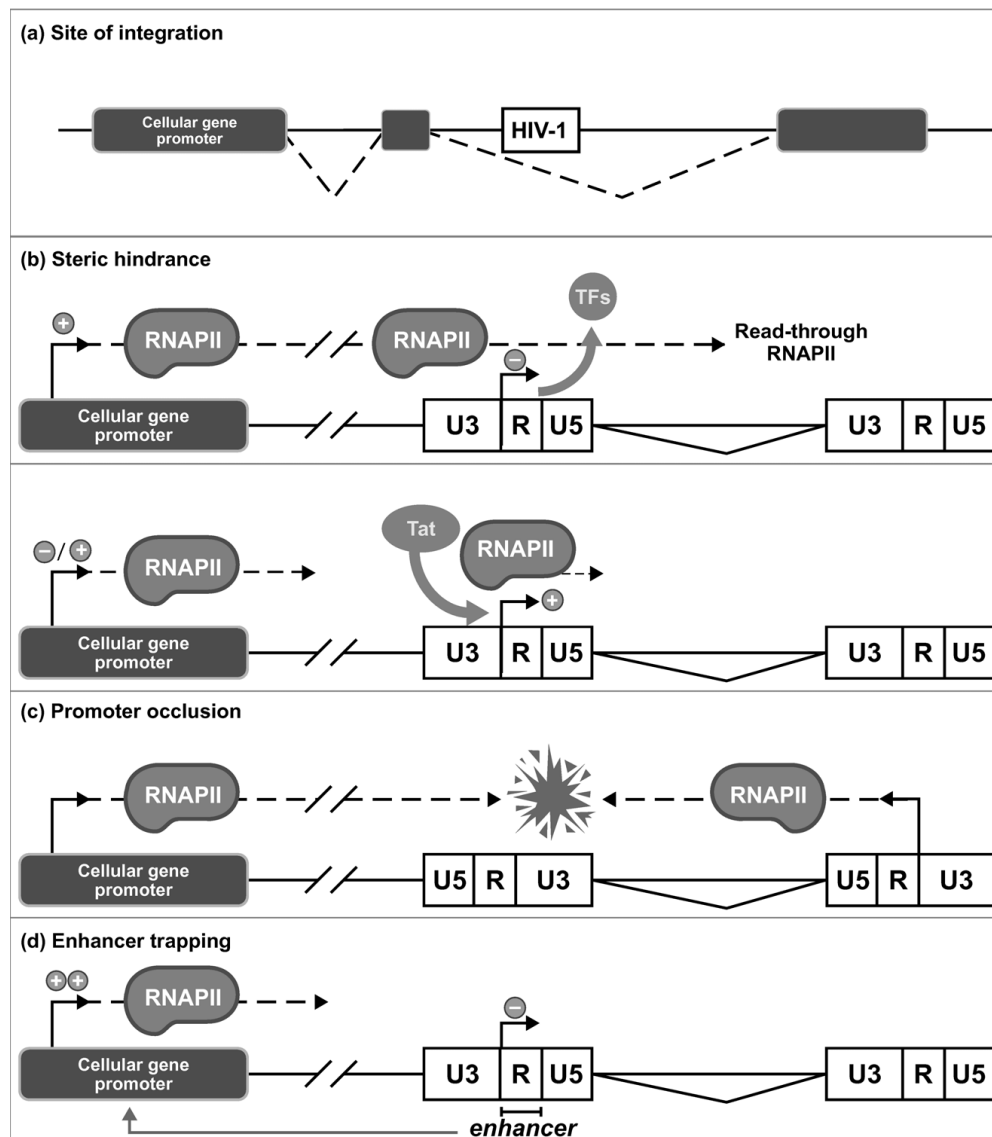 (a) Site of integration
Cellular gene
promoter
HIV-1
(b) Steric hindrance
TFs
+
RNAPII
RNAPII
Read-through
RNAPII
−
Cellular gene
promoter
U3 R U5
U3 R U5
Tat
− / +
RNAPII
RNAPII
+
Cellular gene
promoter
U3 R U5
U3 R U5
(c) Promoter occlusion
RNAPII
RNAPII
Cellular gene
promoter
U5 R U3
U5 R U3
(d) Enhancer trapping
++
RNAPII
−
Cellular gene
promoter
U3 R U5
U3 R U5
enhancer